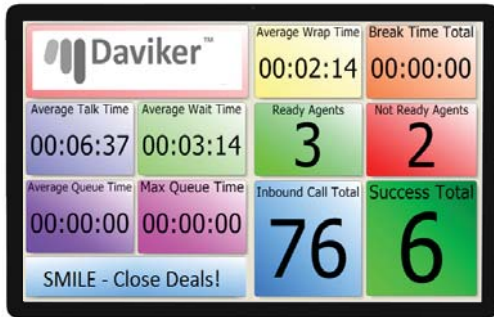 Daviker™
Average Wrap Time
00:02:14
Break Time Total
00:00:00
Average Talk Time
00:06:37
Average Wait Time
00:03:14
Ready Agents
3
Not Ready Agents
2
Average Queue Time
00:00:00
Max Queue Time
00:00:00
Inbound Call Total
76
Success Total
6
SMILE - Close Deals!